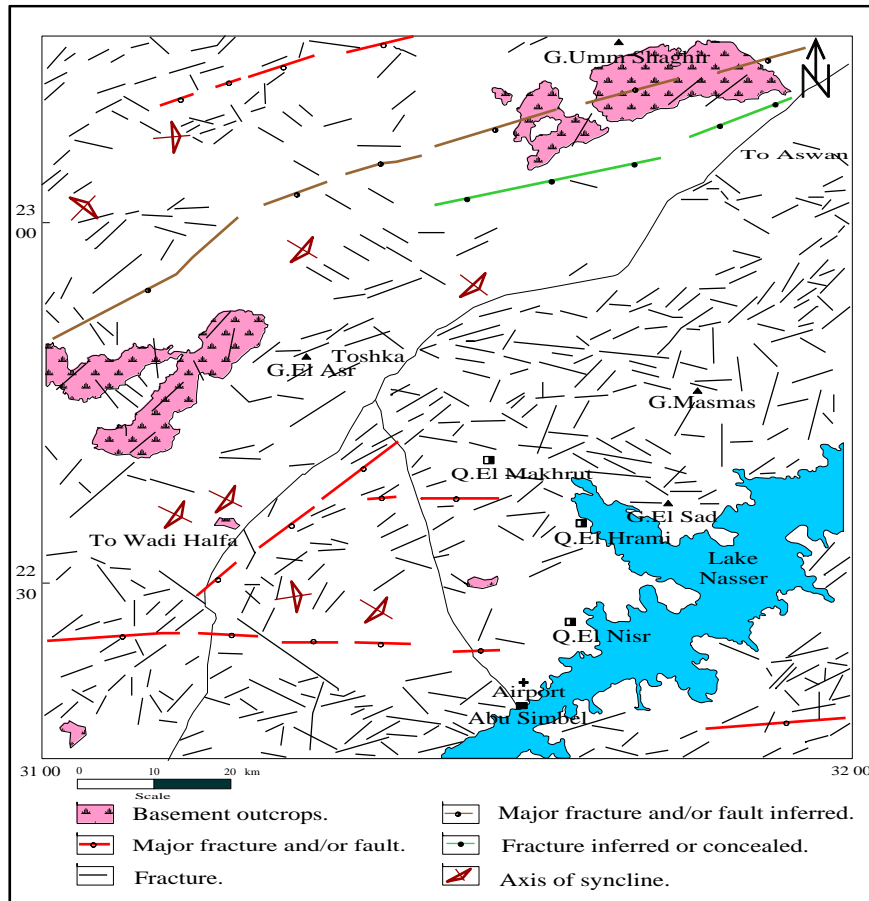 G.Umm Shaghir
N
To Aswan
23
00
Toshka
G.El Asr
G.Masmas
Q.El Makhrut
G.El Sad
To Wadi Halfa
Q.El Hrami
Lake
Nasser
22
30
Q.El Nisr
Airport
Abu Simbel
31 00
32 00
0 10 20 km
Scale
Basement outcrops.
Major fracture and/or fault inferred.
Major fracture and/or fault.
Fracture inferred or concealed.
Fracture.
Axis of syncline.